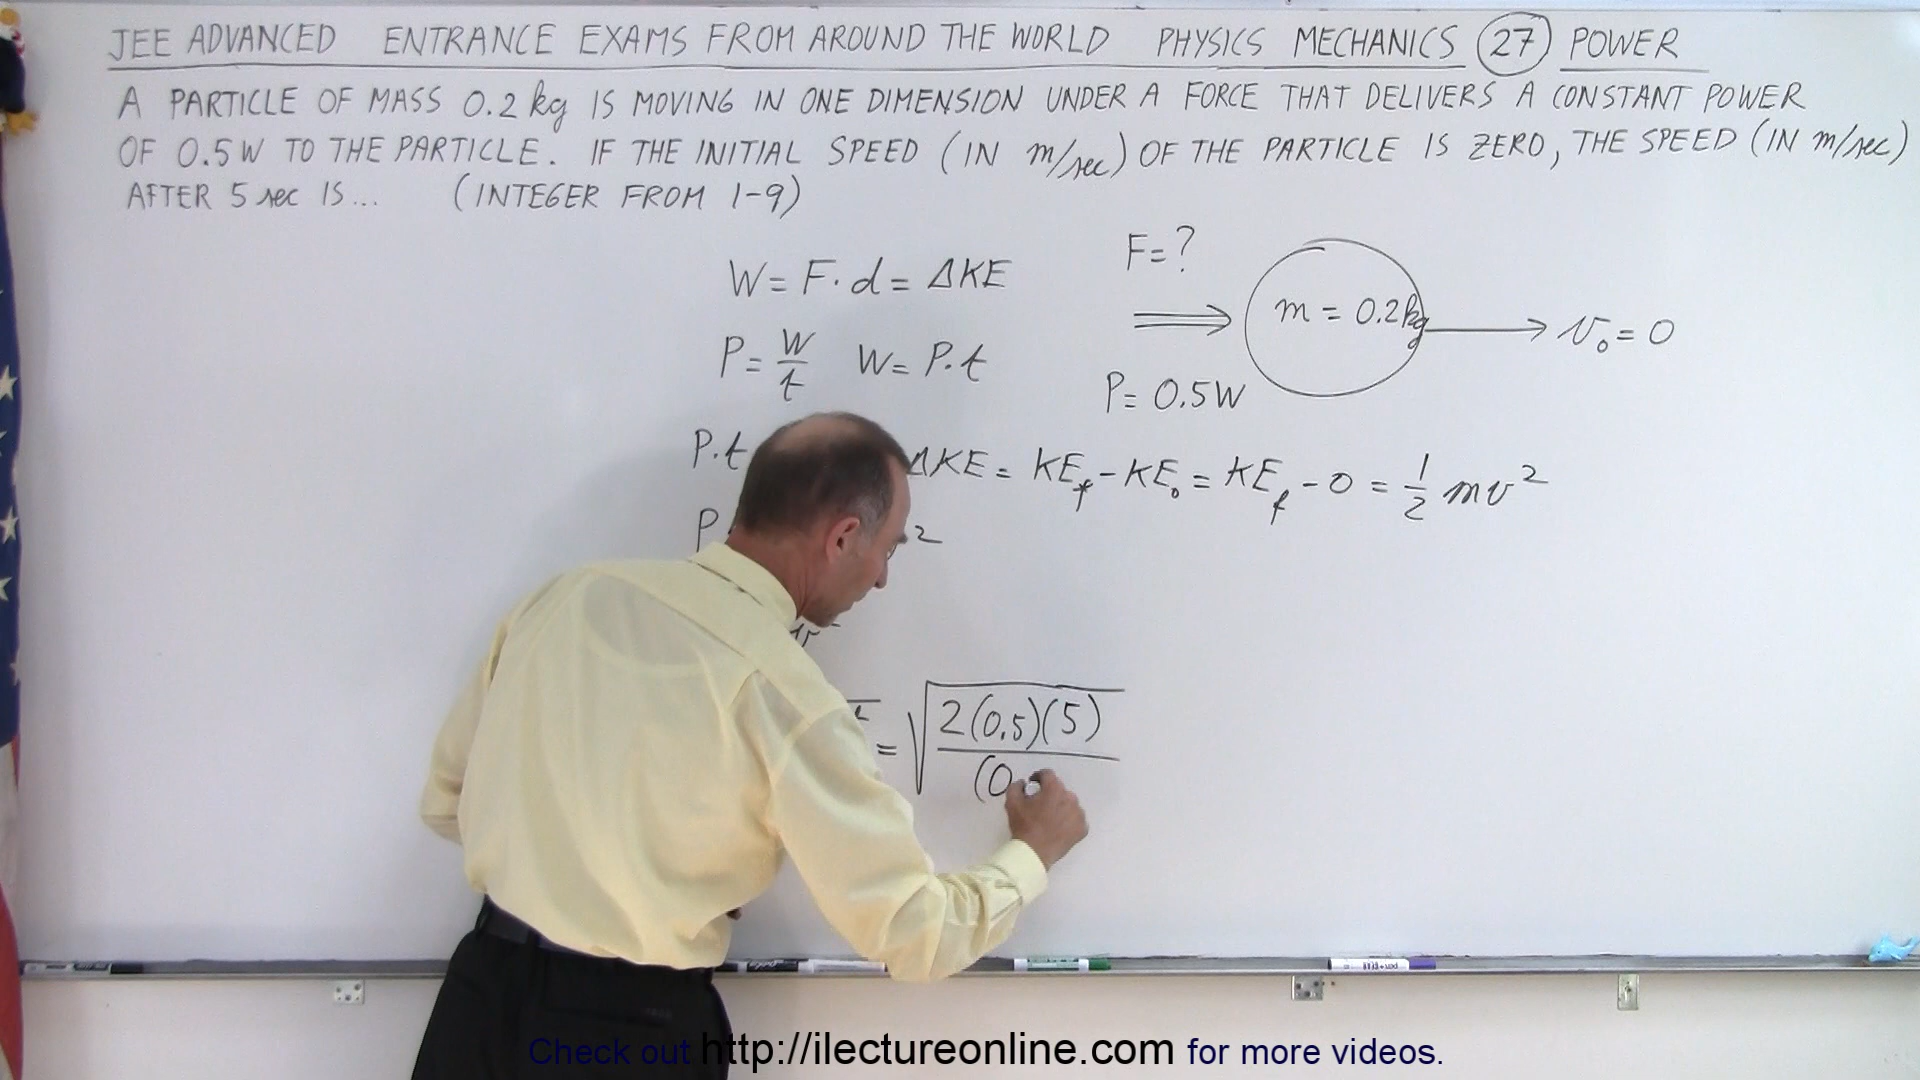 JEE ADVANCED ENTRANCE EXAMS FROM AROUND THE WORLD PHYSICS MECHANICS 27 POWER
A PARTICLE OF MASS 0.2 kg IS MOVING IN ONE DIMENSION UNDER A FORCE THAT DELIVERS A CONSTANT POWER
OF 0.5W TO THE PARTICLE. IF THE INITIAL SPEED (IN m/sec) OF THE PARTICLE IS ZERO, THE SPEED (IN m/sec)
AFTER 5 sec IS... (INTEGER FROM 1-9)
W = F · d = ΔKE
F = ?
m = 0.2 kg
v₀ = 0
P = W/t W = P·t
P = 0.5W
P·t ΔKE = KE_f - KE₀ = KE_f - 0 = 1/2 mv²
P 2
= √(2(0.5)(5) / (0.
Check out http://ilectureonline.com for more videos.